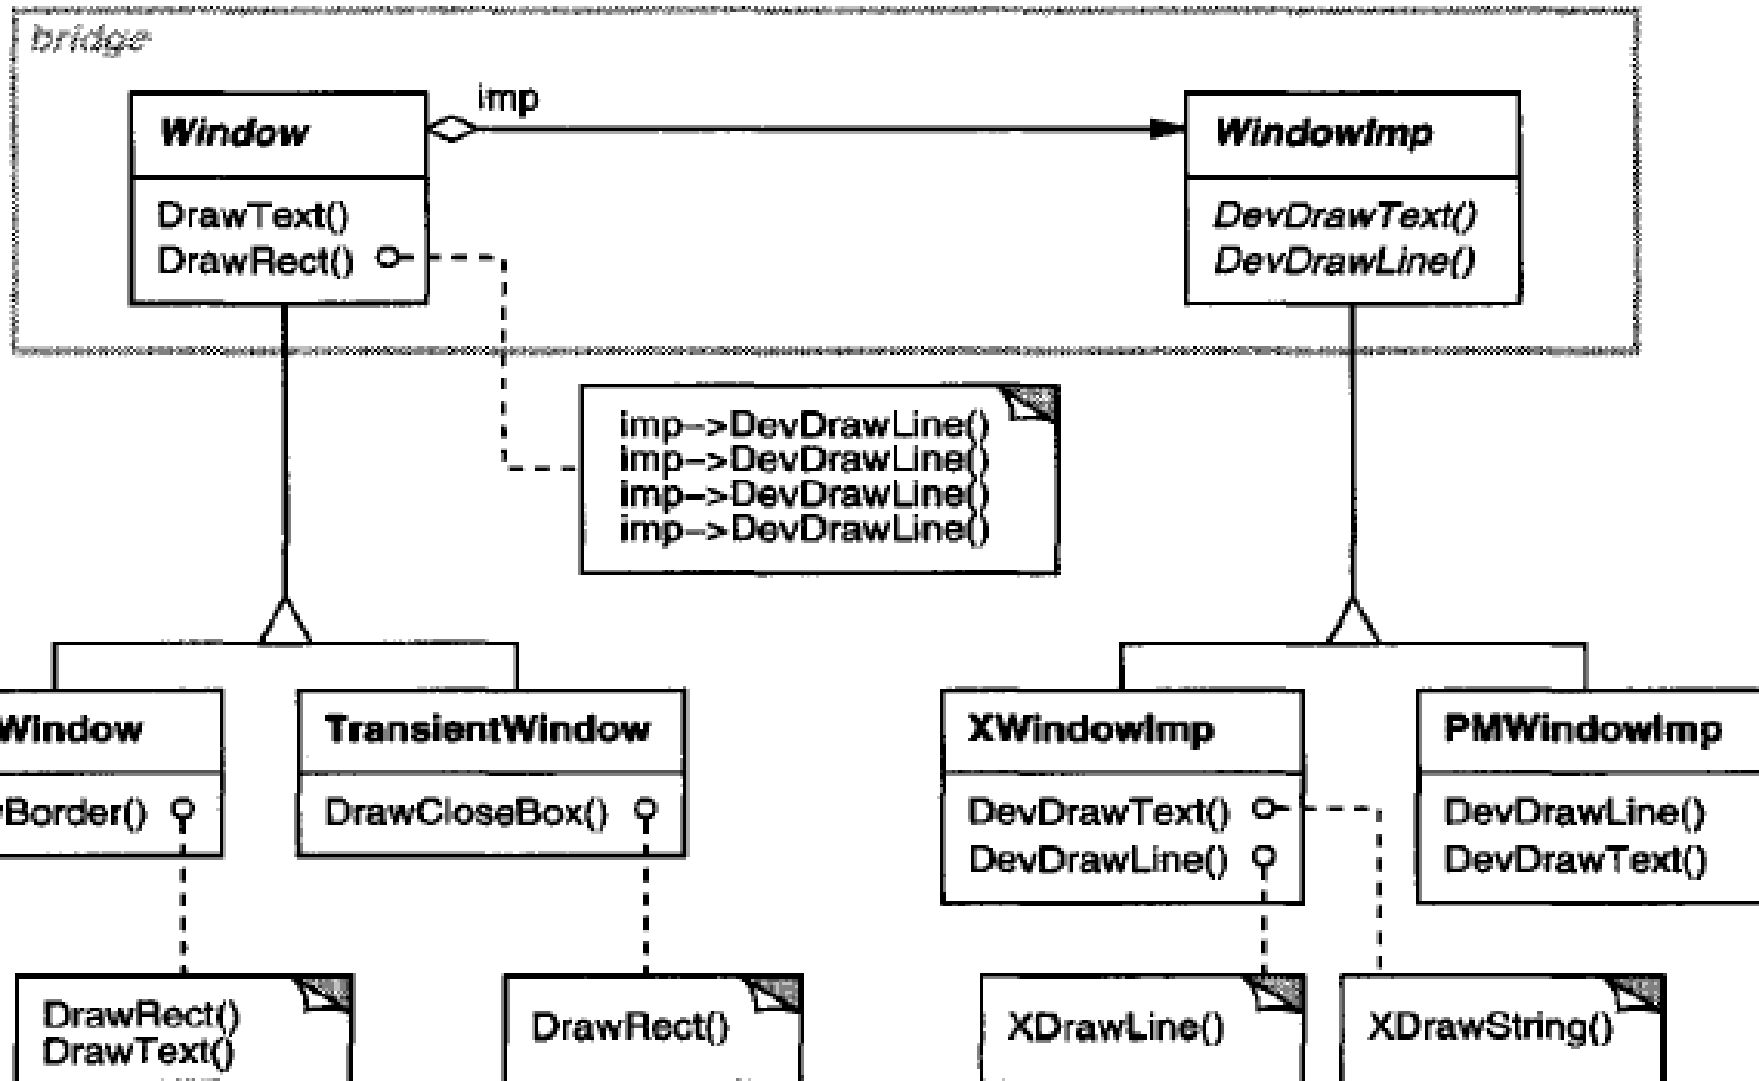 bridge
imp
Window
WindowImp
DrawText()
DrawRect()
DevDrawText()
DevDrawLine()
imp->DevDrawLine()
imp->DevDrawLine()
imp->DevDrawLine()
imp->DevDrawLine()
Window
TransientWindow
XWindowImp
PMWindowImp
Border()
DrawCloseBox()
DevDrawText()
DevDrawLine()
DevDrawLine()
DevDrawText()
DrawRect()
DrawText()
DrawRect()
XDrawLine()
XDrawString()